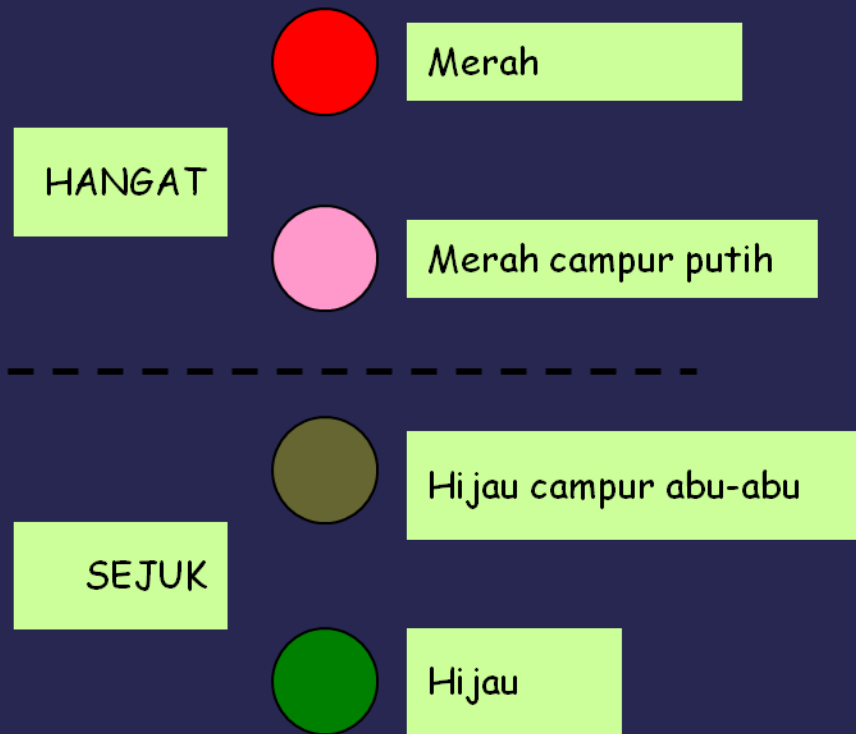 HANGAT
Merah
Merah campur putih
SEJUK
Hijau campur abu-abu
Hijau